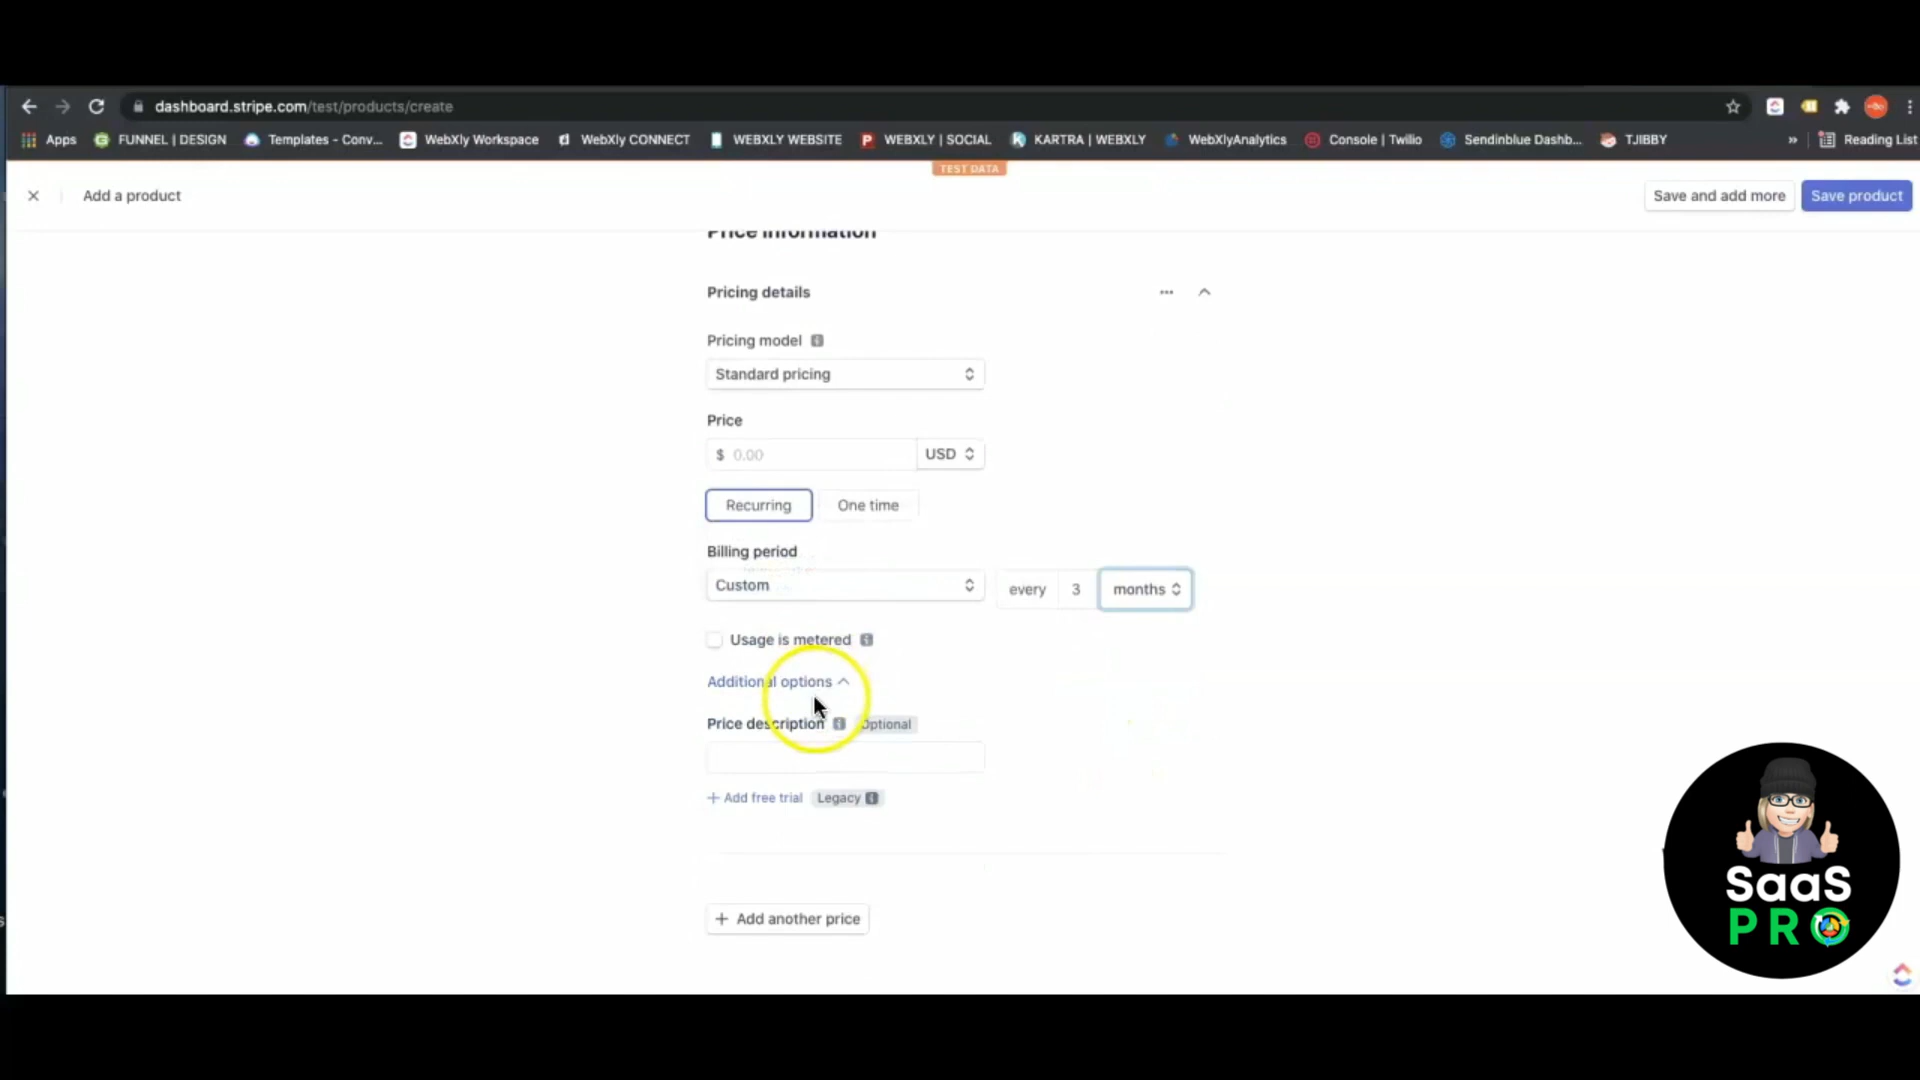 dashboard.stripe.com/test/products/create
Apps FUNNEL | DESIGN Templates - Conv... WebXly Workspace WebXly CONNECT WEBXLY WEBSITE WEBXLY | SOCIAL KARTRA | WEBXLY WebXlyAnalytics Console | Twilio Sendinblue Dashb... TJIBBY » Reading List
TEST DATA
Add a product Save and add more Save product
Price information
Pricing details
Pricing model
Standard pricing
Price
$ 0.00 USD
Recurring One time
Billing period
Custom every 3 months
Usage is metered
Additional options
Price description Optional
+ Add free trial Legacy
+ Add another price
SaaS
PRO